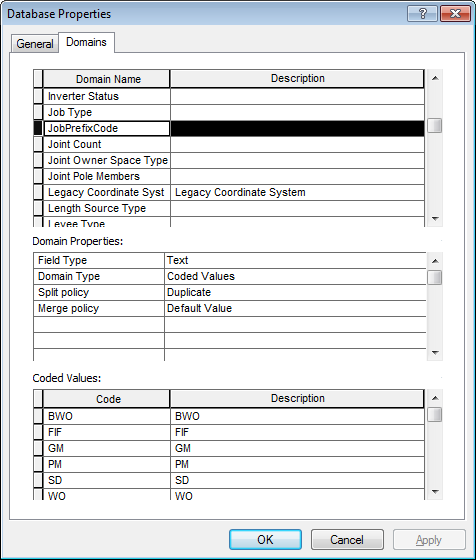 Database Properties
General Domains
Domain Name Description
Inverter Status
Job Type
JobPrefixCode
Joint Count
Joint Owner Space Type
Joint Pole Members
Legacy Coordinate Syst Legacy Coordinate System
Length Source Type
Levee Type
Domain Properties:
Field Type Text
Domain Type Coded Values
Split policy Duplicate
Merge policy Default Value
Coded Values:
Code Description
BWO BWO
FIF FIF
GM GM
PM PM
SD SD
WO WO
OK Cancel Apply